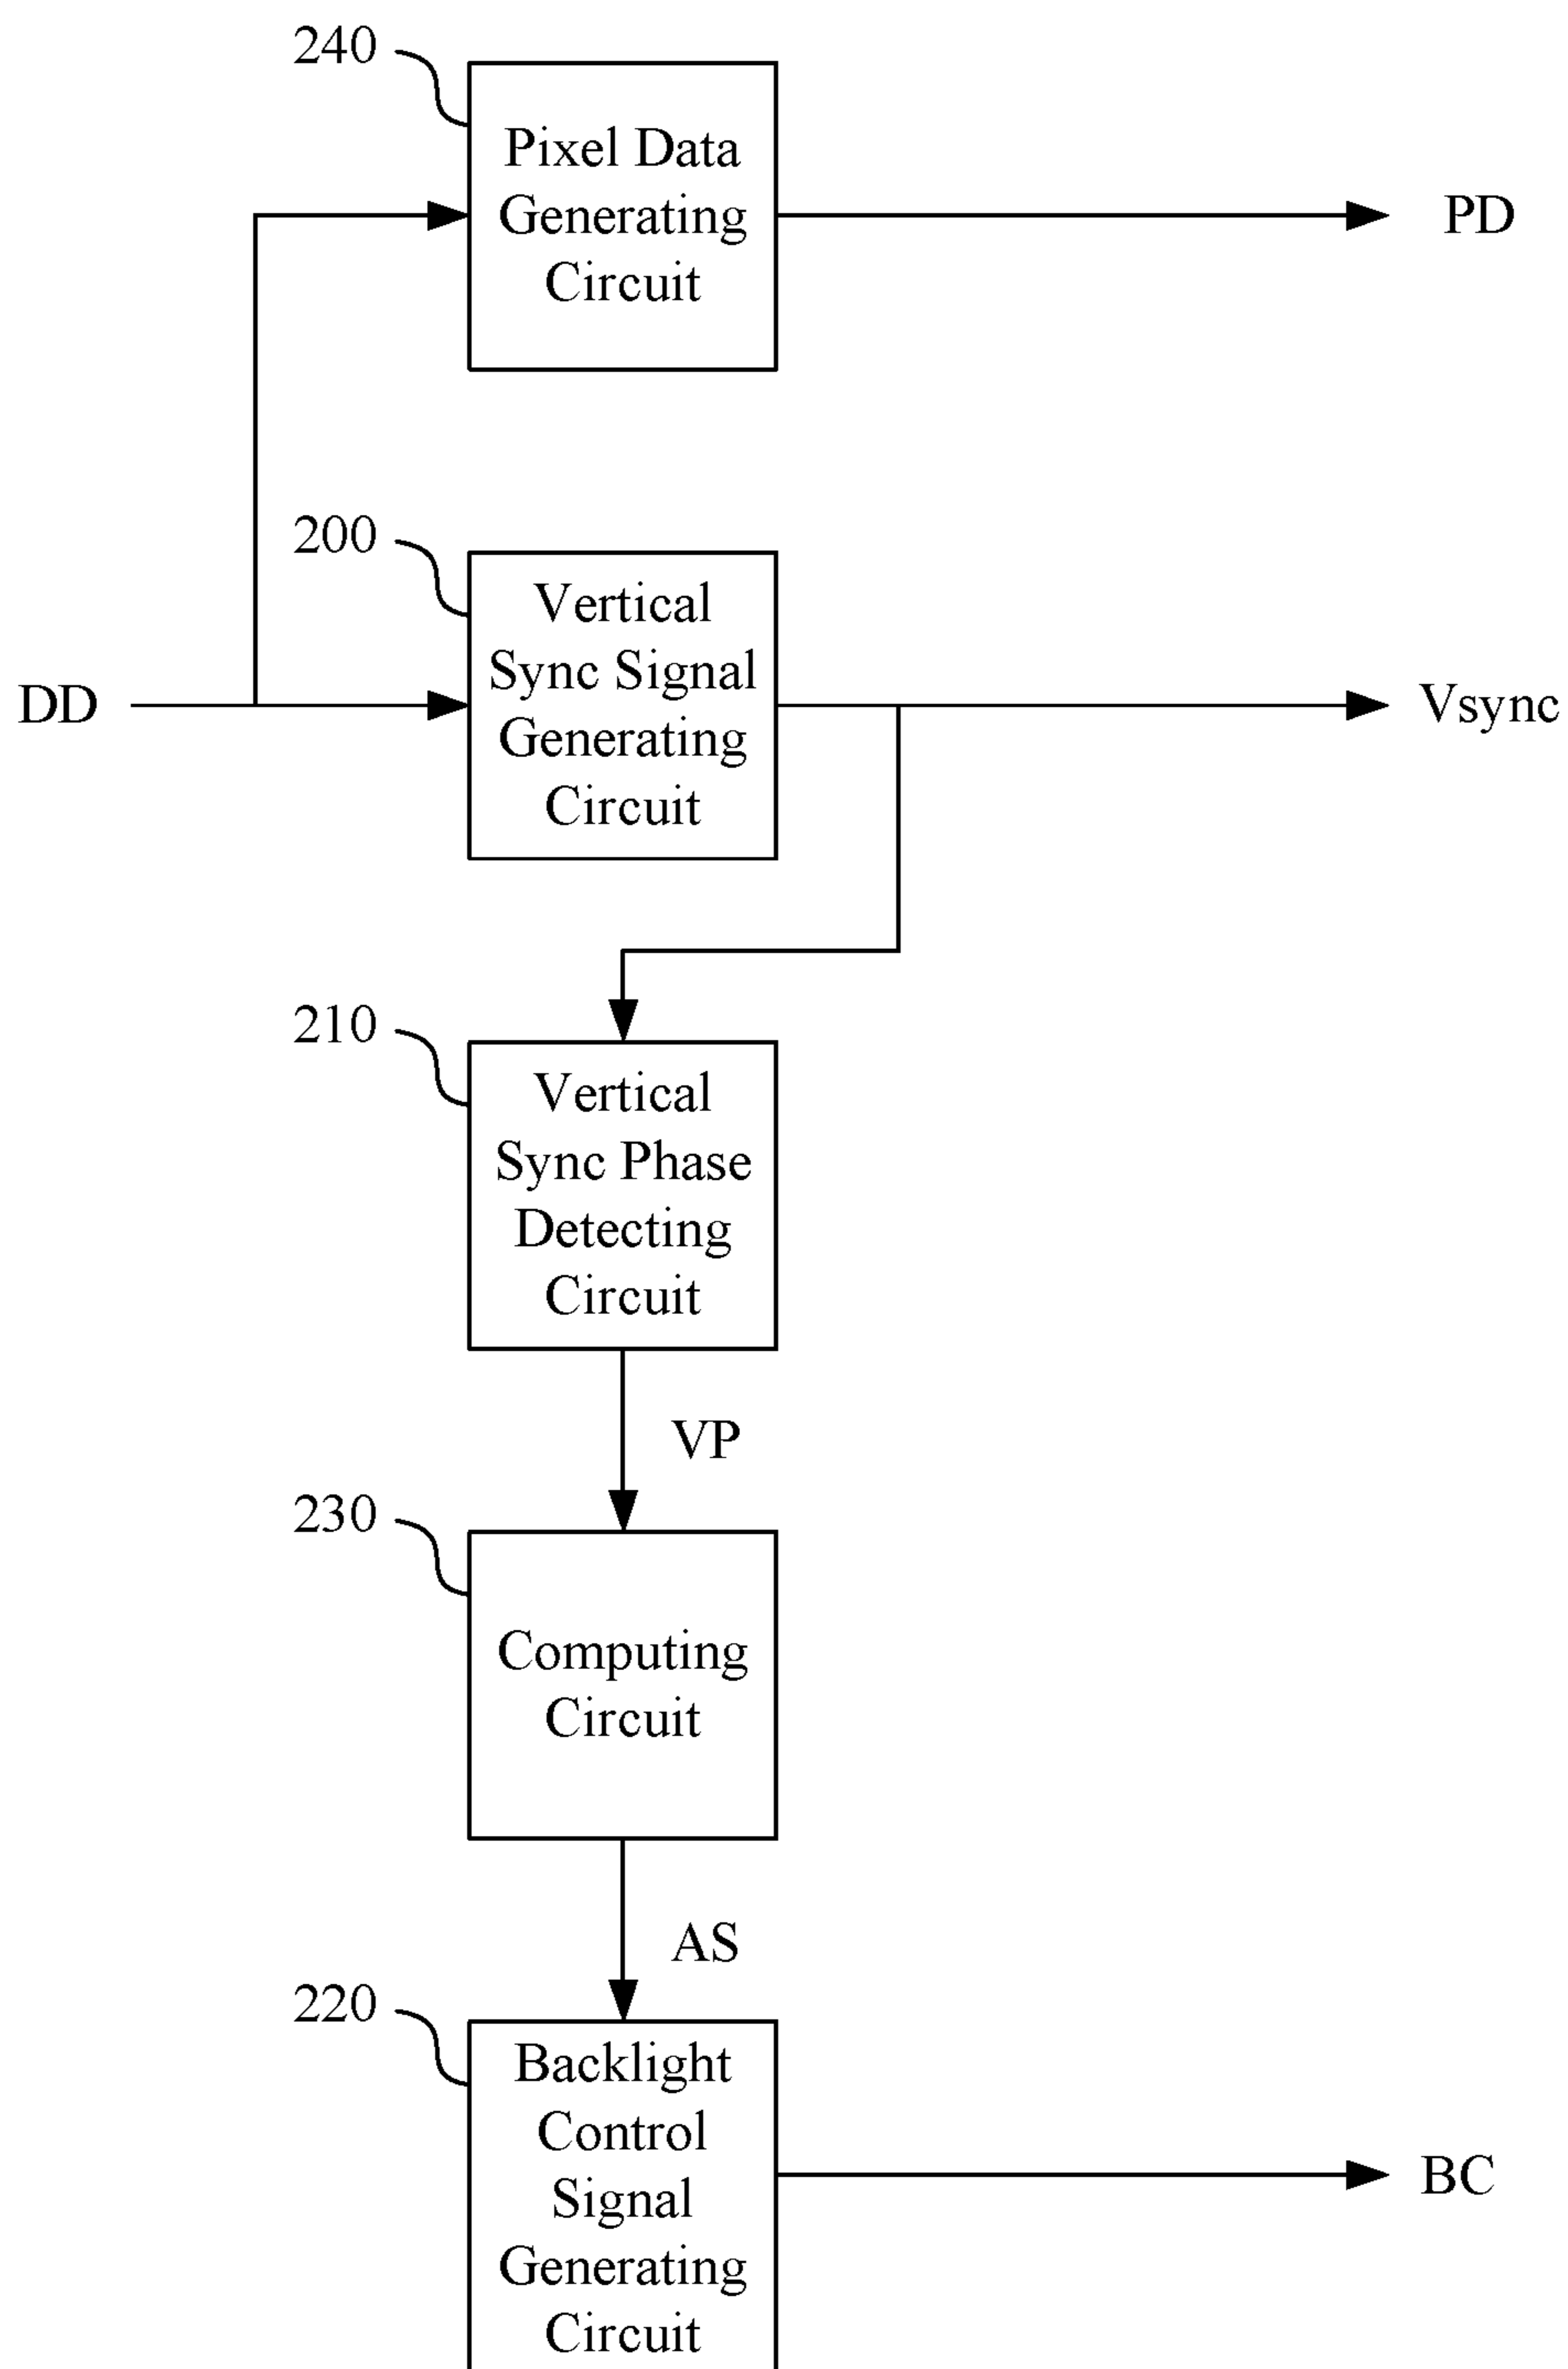 240
Pixel Data
Generating
Circuit
PD
200
Vertical
Sync Signal
Generating
Circuit
DD
Vsync
210
Vertical
Sync Phase
Detecting
Circuit
VP
230
Computing
Circuit
AS
220
Backlight
Control
Signal
Generating
Circuit
BC